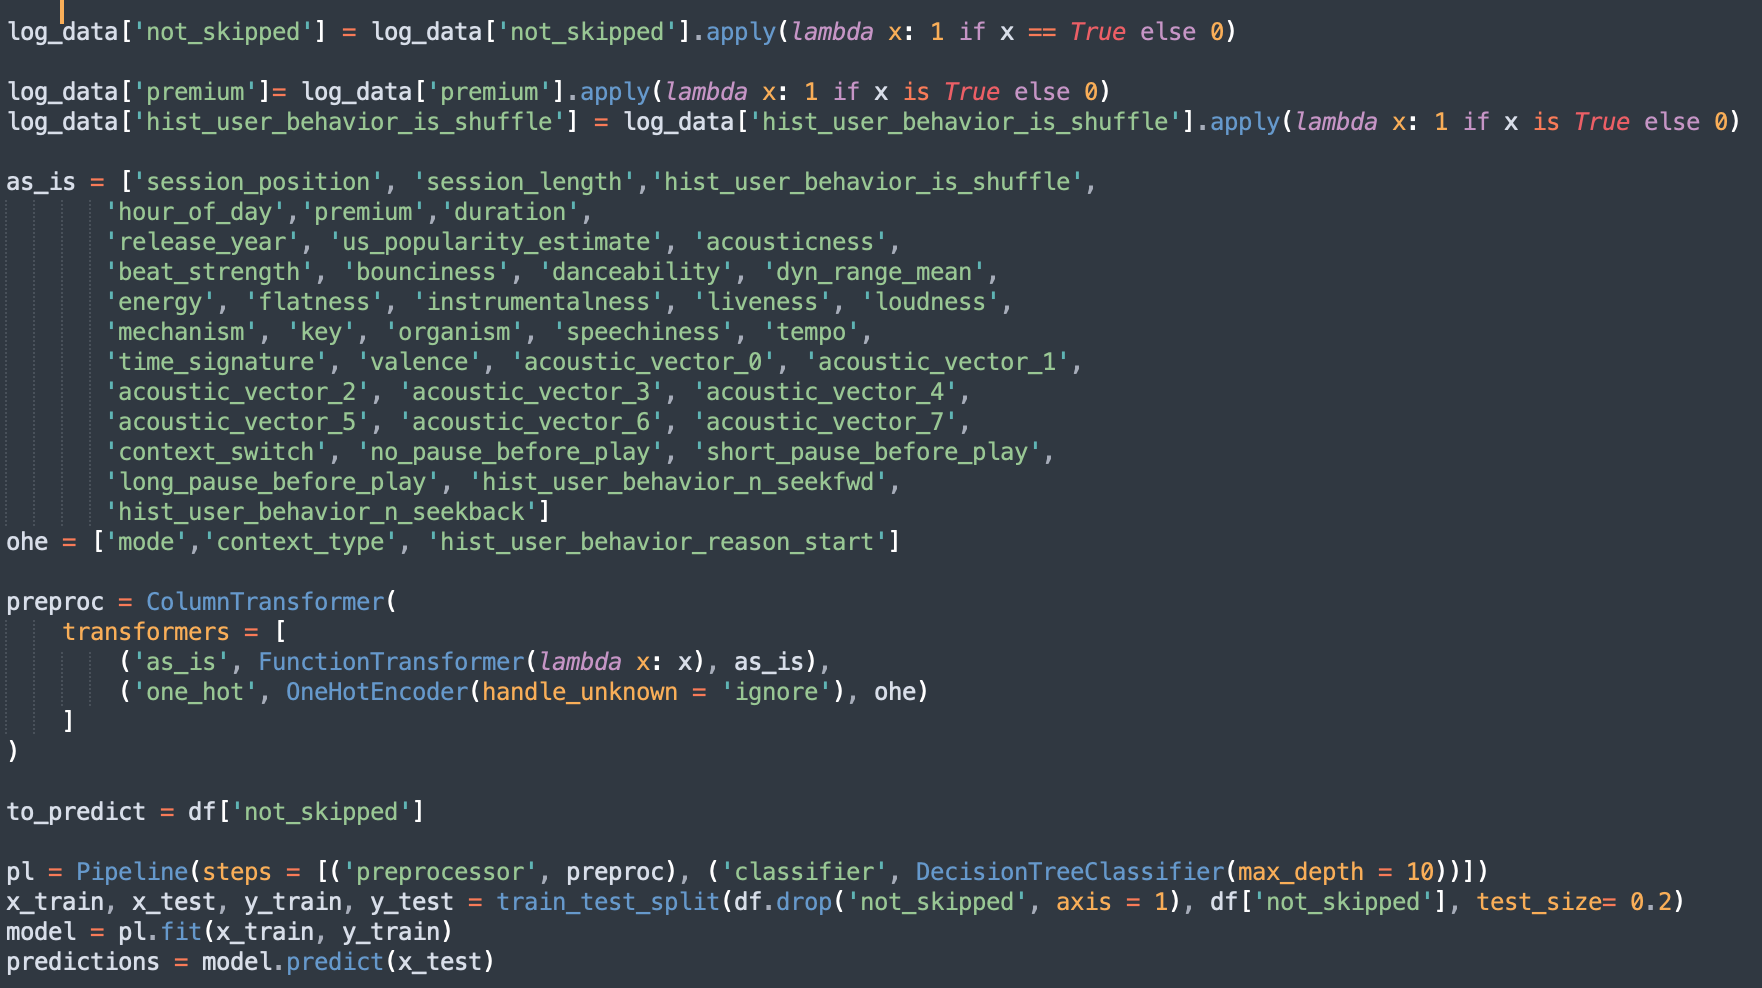 log_data['not_skipped'] = log_data['not_skipped'].apply(lambda x: 1 if x == True else 0)
log_data['premium']= log_data['premium'].apply(lambda x: 1 if x is True else 0)
log_data['hist_user_behavior_is_shuffle'] = log_data['hist_user_behavior_is_shuffle'].apply(lambda x: 1 if x is True else 0)
as_is = ['session_position', 'session_length','hist_user_behavior_is_shuffle',
'hour_of_day','premium','duration',
'release_year', 'us_popularity_estimate', 'acousticness',
'beat_strength', 'bounciness', 'danceability', 'dyn_range_mean',
'energy', 'flatness', 'instrumentalness', 'liveness', 'loudness',
'mechanism', 'key', 'organism', 'speechiness', 'tempo',
'time_signature', 'valence', 'acoustic_vector_0', 'acoustic_vector_1',
'acoustic_vector_2', 'acoustic_vector_3', 'acoustic_vector_4',
'acoustic_vector_5', 'acoustic_vector_6', 'acoustic_vector_7',
'context_switch', 'no_pause_before_play', 'short_pause_before_play',
'long_pause_before_play', 'hist_user_behavior_n_seekfwd',
'hist_user_behavior_n_seekback']
ohe = ['mode','context_type', 'hist_user_behavior_reason_start']
preproc = ColumnTransformer(
transformers = [
('as_is', FunctionTransformer(lambda x: x), as_is),
('one_hot', OneHotEncoder(handle_unknown = 'ignore'), ohe)
]
)
to_predict = df['not_skipped']
pl = Pipeline(steps = [('preprocessor', preproc), ('classifier', DecisionTreeClassifier(max_depth = 10))])
x_train, x_test, y_train, y_test = train_test_split(df.drop('not_skipped', axis = 1), df['not_skipped'], test_size= 0.2)
model = pl.fit(x_train, y_train)
predictions = model.predict(x_test)